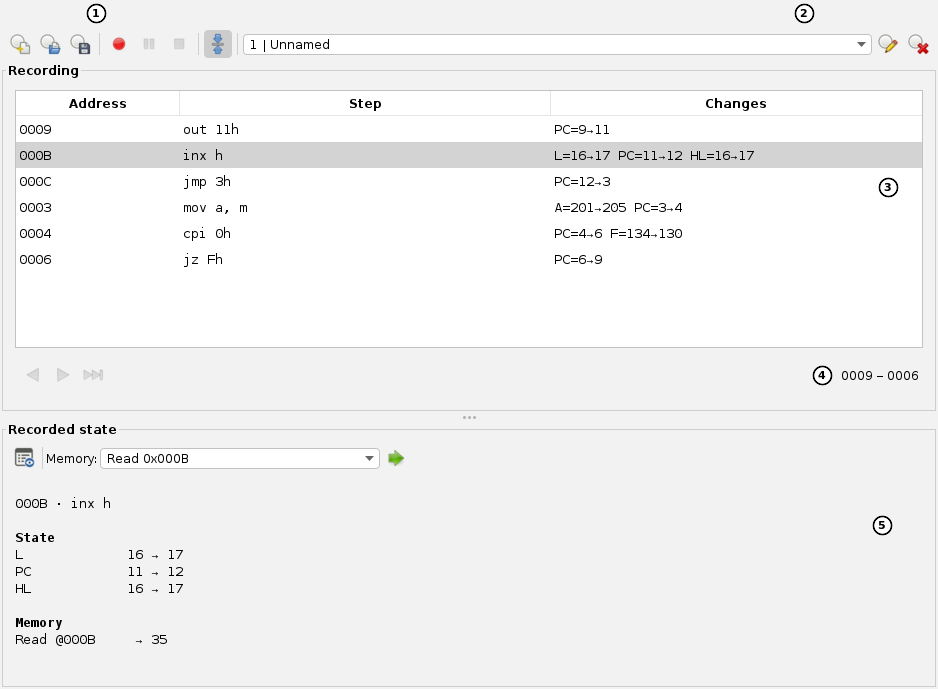 1
2
1 | Unnamed
Recording
Address Step Changes
0009 out 11h PC=9→11
000B inx h L=16→17 PC=11→12 HL=16→17
000C jmp 3h PC=12→3
3
0003 mov a, m A=201→205 PC=3→4
0004 cpi 0h PC=4→6 F=134→130
0006 jz Fh PC=6→9
4 0009 – 0006
Recorded state
Memory: Read 0x000B
000B · inx h
5
State
L 16 → 17
PC 11 → 12
HL 16 → 17
Memory
Read @000B → 35